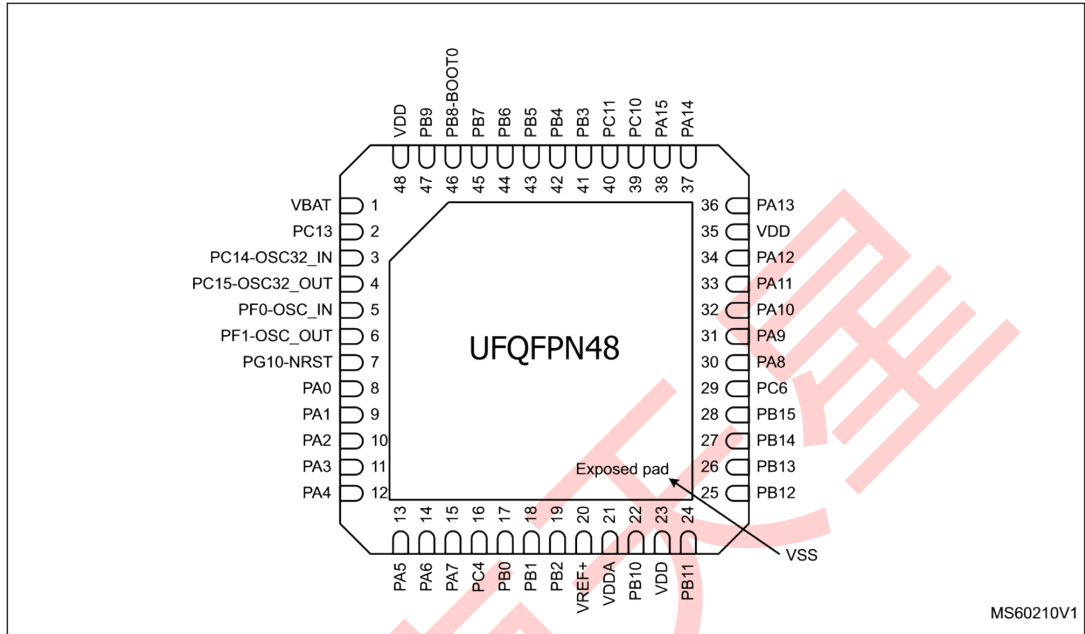 VDD
PB9
PB8-BOOT0
PB7
PB6
PB5
PB4
PB3
PC11
PC10
PA15
PA14
48 47 46 45 44 43 42 41 40 39 38 37
VBAT 1
PC13 2
PC14-OSC32_IN 3
PC15-OSC32_OUT 4
PF0-OSC_IN 5
PF1-OSC_OUT 6
PG10-NRST 7
PA0 8
PA1 9
PA2 10
PA3 11
PA4 12
UFQFPN48
Exposed pad
36 PA13
35 VDD
34 PA12
33 PA11
32 PA10
31 PA9
30 PA8
29 PC6
28 PB15
27 PB14
26 PB13
25 PB12
13 14 15 16 17 18 19 20 21 22 23 24
PA5
PA6
PA7
PC4
PB0
PB1
PB2
VREF+
VDDA
PB10
VDD
PB11
VSS
MS60210V1
天星